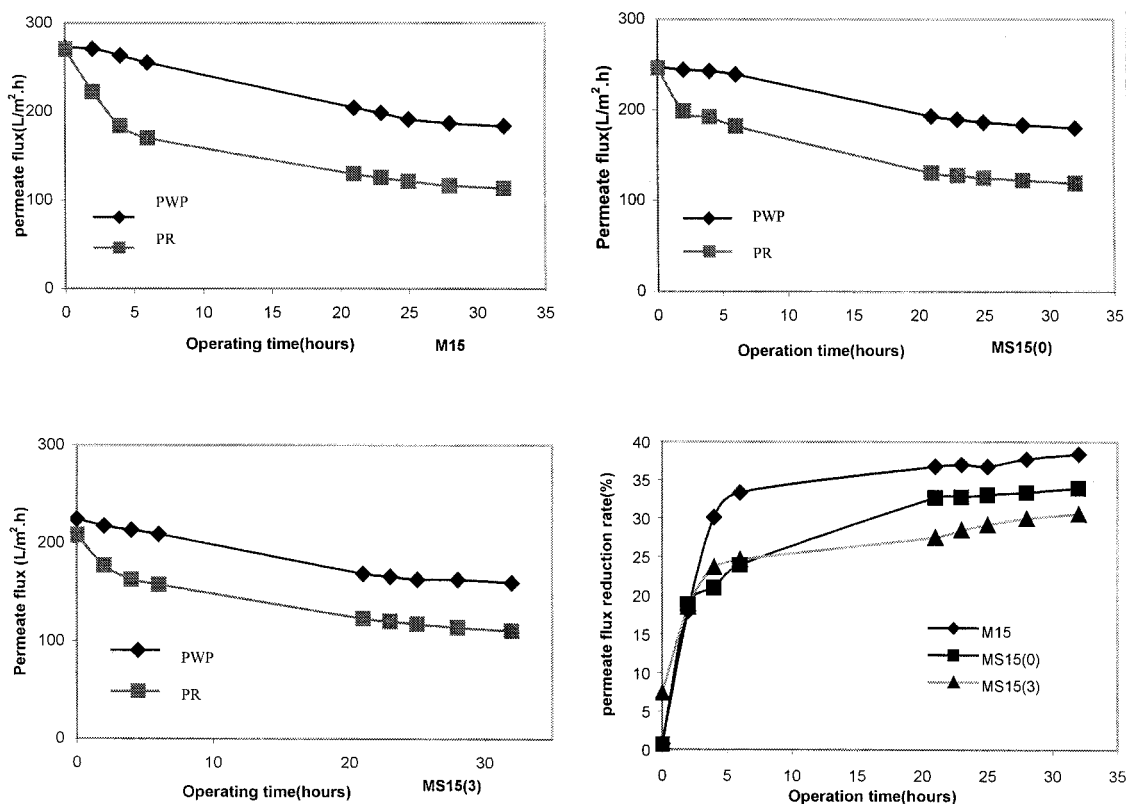 300
200
100
0
permeate flux(L/m².h)
PWP
PR
0 5 10 15 20 25 30 35
Operating time(hours) M15
300
200
100
0
Permeate flux(L/m².h)
PWP
PR
0 5 10 15 20 25 30 35
Operation time(hours) MS15(0)
300
200
100
0
Permeate flux (L/m².h)
PWP
PR
0 10 20 30
Operating time(hours) MS15(3)
40
35
30
25
20
15
10
5
0
permeate flux reduction rate(%)
M15
MS15(0)
MS15(3)
0 5 10 15 20 25 30 35
Operation time(hours)